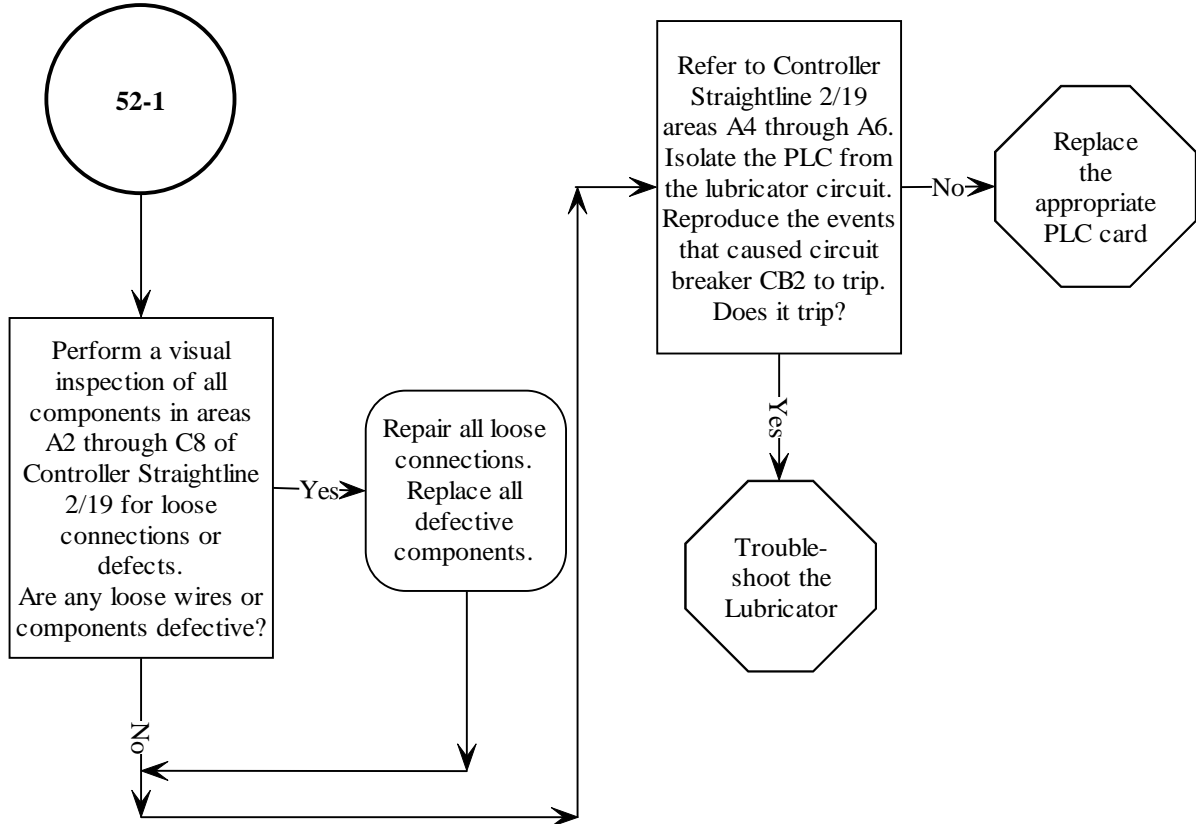 52-1
Perform a visual
inspection of all
components in areas
A2 through C8 of
Controller Straightline
2/19 for loose
connections or
defects.
Are any loose wires or
components defective?
Yes
Repair all loose
connections.
Replace all
defective
components.
No
Refer to Controller
Straightline 2/19
areas A4 through A6.
Isolate the PLC from
the lubricator circuit.
Reproduce the events
that caused circuit
breaker CB2 to trip.
Does it trip?
No
Replace
the
appropriate
PLC card
Yes
Trouble-
shoot the
Lubricator